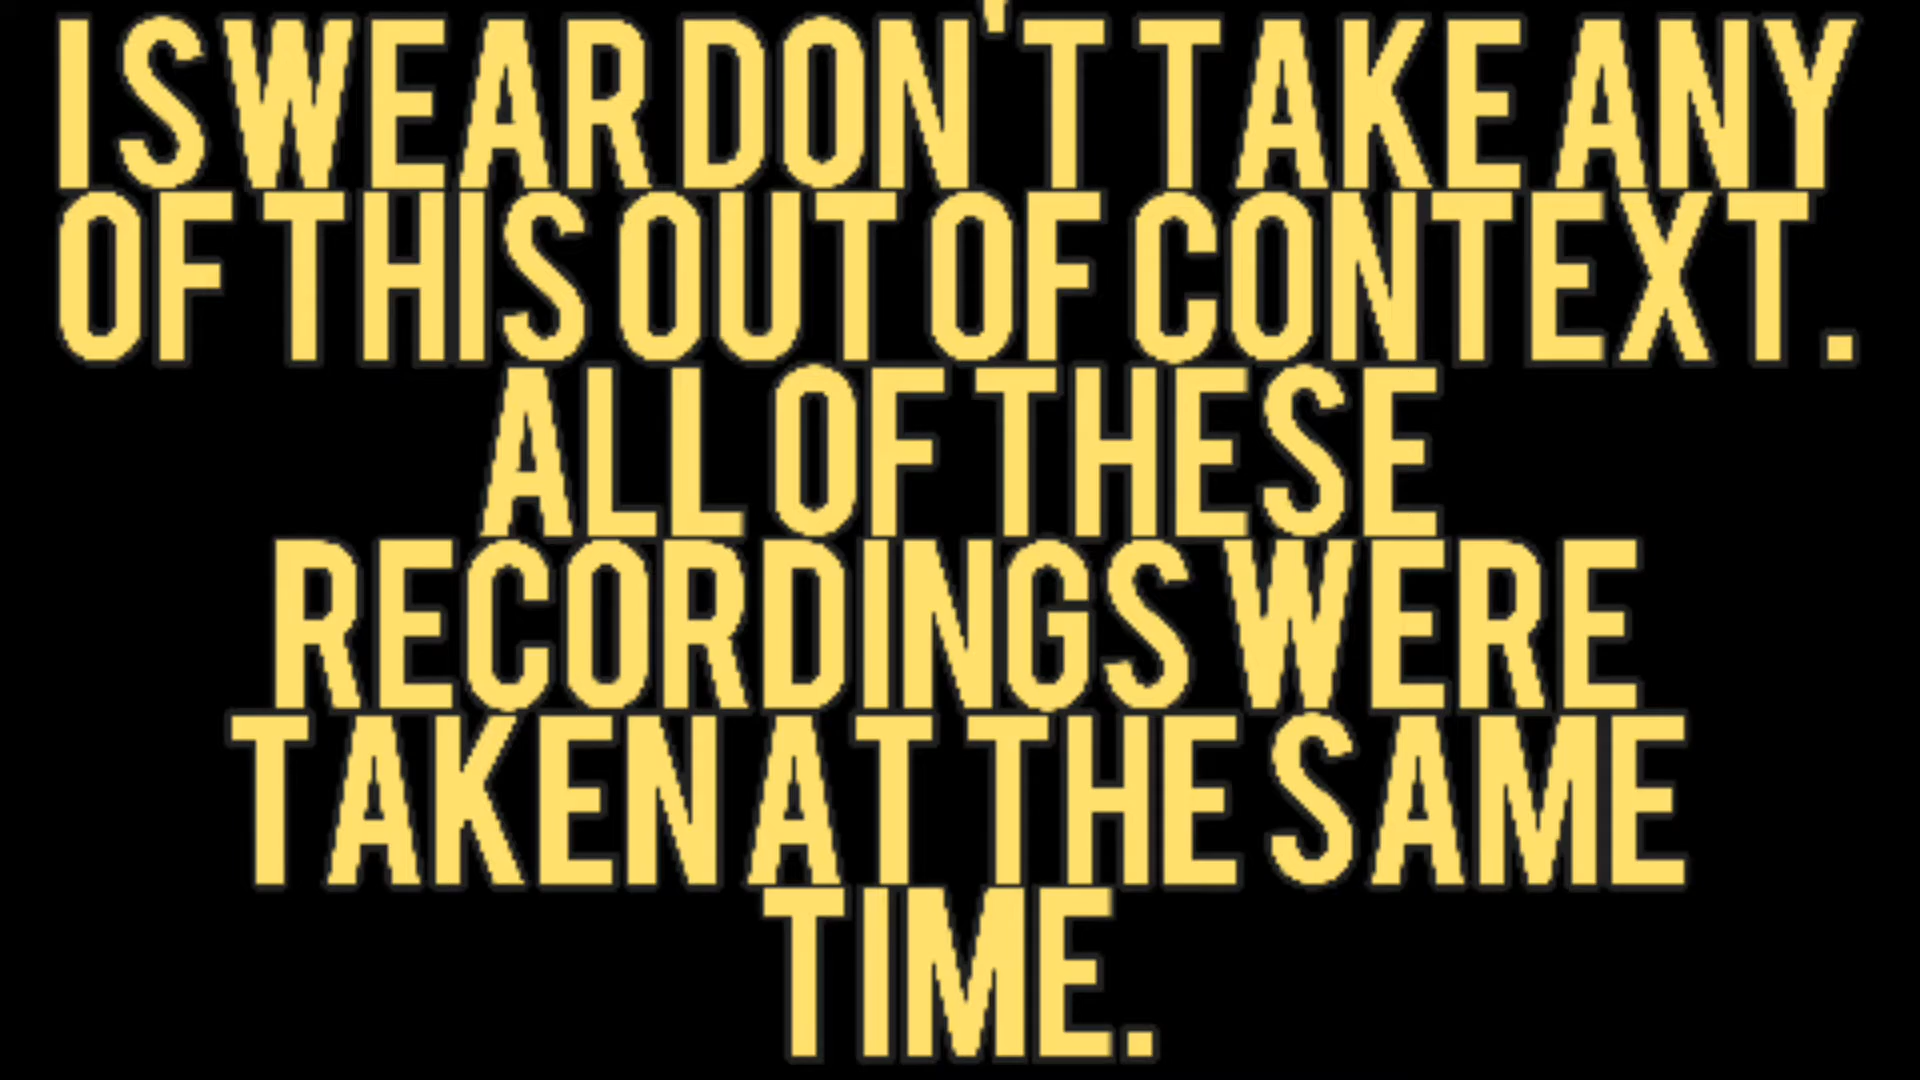 I SWEAR DON'T TAKE ANY
OF THIS OUT OF CONTEXT.
ALL OF THESE
RECORDINGS WERE
TAKEN AT THE SAME
TIME.